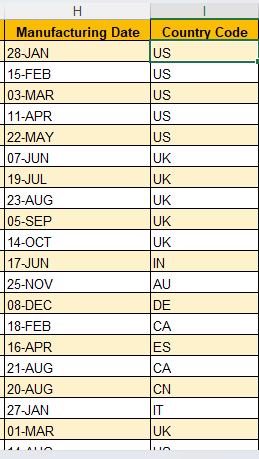 H I
Manufacturing Date Country Code
28-JAN US
15-FEB US
03-MAR US
11-APR US
22-MAY US
07-JUN UK
19-JUL UK
23-AUG UK
05-SEP UK
14-OCT UK
17-JUN IN
25-NOV AU
08-DEC DE
18-FEB CA
16-APR ES
21-AUG CA
20-AUG CN
27-JAN IT
01-MAR UK